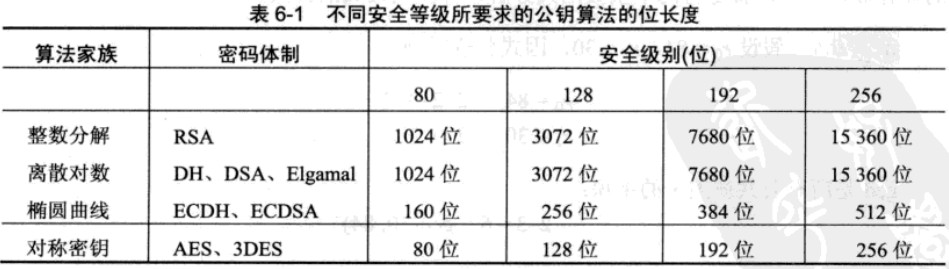 表 6-1 不同安全等级所要求的公钥算法的位长度
算法家族 密码体制 安全级别(位)
80 128 192 256
整数分解 RSA 1024 位 3072 位 7680 位 15 360 位
离散对数 DH、DSA、Elgamal 1024 位 3072 位 7680 位 15 360 位
椭圆曲线 ECDH、ECDSA 160 位 256 位 384 位 512 位
对称密钥 AES、3DES 80 位 128 位 192 位 256 位